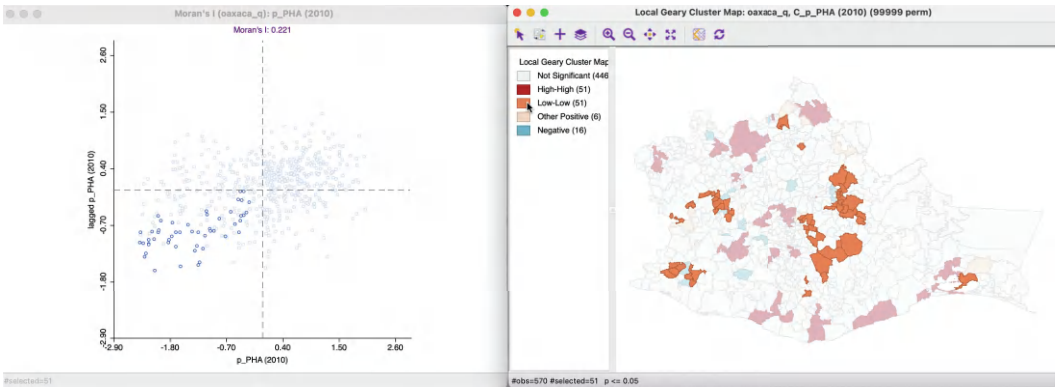 Moran's I (oaxaca_q): p_PHA (2010)
Moran's I: 0.221
2.60
1.50
0.40
-0.70
-1.80
-2.90
lagged p_PHA (2010)
-2.90 -1.80 -0.70 0.40 1.50 2.60
p_PHA (2010)
#selected=51
Local Geary Cluster Map: oaxaca_q, C_p_PHA (2010) (99999 perm)
Local Geary Cluster Map
Not Significant (446
High-High (51)
Low-Low (51)
Other Positive (6)
Negative (16)
#obs=570 #selected=51 p <= 0.05